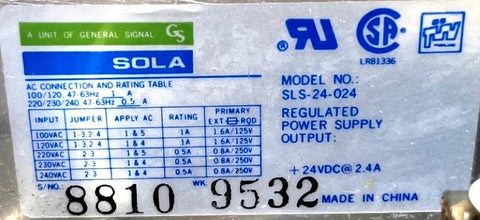 A UNIT OF GENERAL SIGNAL GS
SOLA
AC CONNECTION AND RATING TABLE
100/120, 47-63Hz 1 A
220/230/240, 47-63Hz 0.5 A
INPUT JUMPER APPLY AC RATING PRIMARY EXT RQD
100VAC 1-3, 2-4 1 & 5 1A 1.6A/125V
120VAC 1-3, 2-4 1 & 4 1A 1.6A/125V
220VAC 2-3 1 & 5 0.5A 0.8A/250V
230VAC 2-3 1 & 4 0.5A 0.8A/250V
240VAC 2-3 1 & 4 0.5A 0.8A/250V
S/NO.: 8810 WK: 9532
UR
SA
LR81336
MODEL NO.:
SLS-24-024
REGULATED
POWER SUPPLY
OUTPUT:
+24VDC@2.4A
MADE IN CHINA